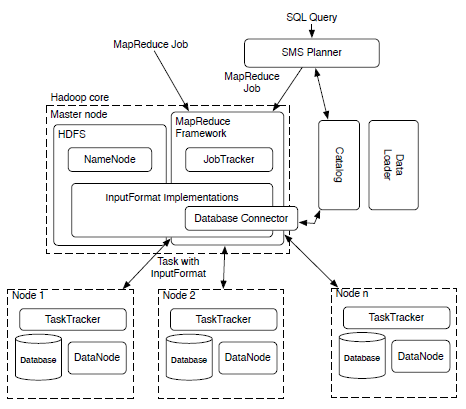 SQL Query
MapReduce Job
SMS Planner
MapReduce
Job
Hadoop core
Master node
HDFS
MapReduce
Framework
NameNode
JobTracker
Catalog
Data
Loader
InputFormat Implementations
Database Connector
Task with
InputFormat
Node 1
Node 2
Node n
TaskTracker
TaskTracker
TaskTracker
Database
DataNode
Database
DataNode
Database
DataNode